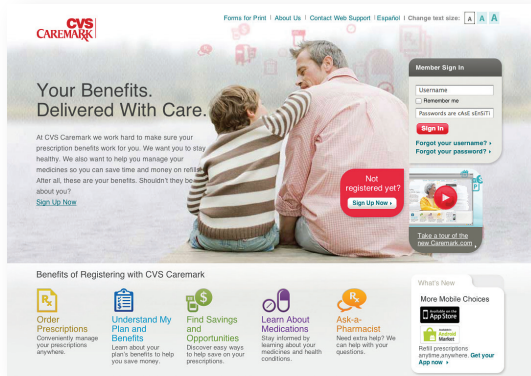 Forms for Print | About Us | Contact Web Support | Español | Change text size: A A A
CVS
CAREMARK
Your Benefits.
Delivered With Care.
At CVS Caremark we work hard to make sure your
prescription benefits work for you. We want you to stay
healthy. We also want to help you manage your
medicines so you can save time and money on refills.
After all, these are your benefits. Shouldn't they be
about you?
Sign Up Now
Member Sign In
Username
Remember me
Passwords are cAsE sEnSiTi
Sign In
Forgot your username? ›
Forgot your password? ›
Not
registered yet?
Sign Up Now ›
Take a tour of the
new Caremark.com ›
Benefits of Registering with CVS Caremark
Rx
Order
Prescriptions
Conveniently manage
your prescriptions
anywhere.
Understand My
Plan and
Benefits
Learn about your
plan's benefits to help
you save money.
$
Find Savings
and
Opportunities
Discover easy ways
to help save on your
prescriptions.
Learn About
Medications
Stay informed by
learning about your
medicines and health
conditions.
Rx
Ask-a-
Pharmacist
Need extra help? We
can help with your
questions.
What's New
More Mobile Choices
Available on the
App Store
Android
Market
Refill prescriptions
anytime,anywhere. Get your
App now ›